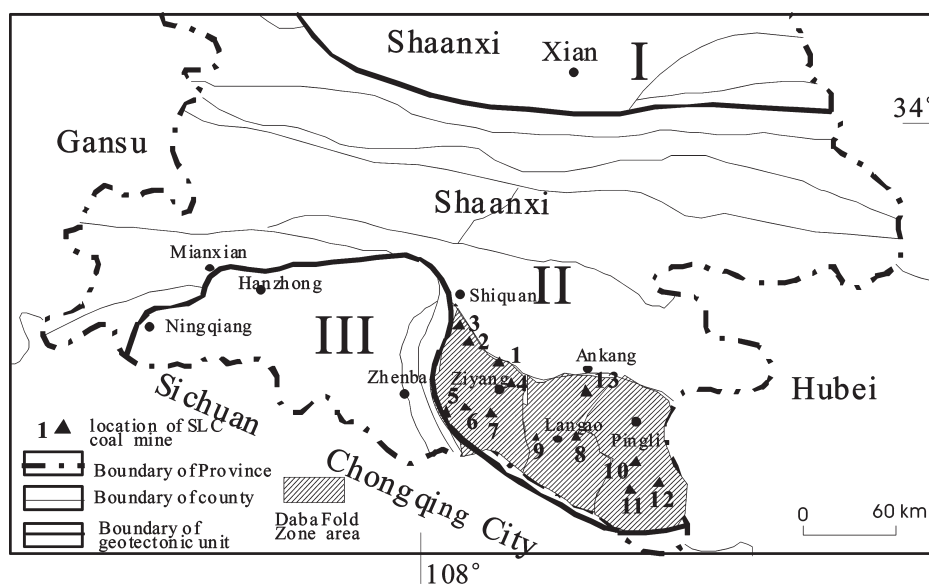 Shaanxi
Xian
I
34°
Gansu
Shaanxi
Mianxian
Hanzhong
Shiquan
II
Ningqiang
III
3
2
1
Ankang
Zhenba
Ziyang
4
13
Hubei
Sichuan
5
6
7
Langao
9
8
Pingli
10
11
12
Chongqing City
1 location of SLC
coal mine
Boundary of Province
Boundary of county
Boundary of
geotectonic unit
Daba Fold
Zone area
0 60 km
108°